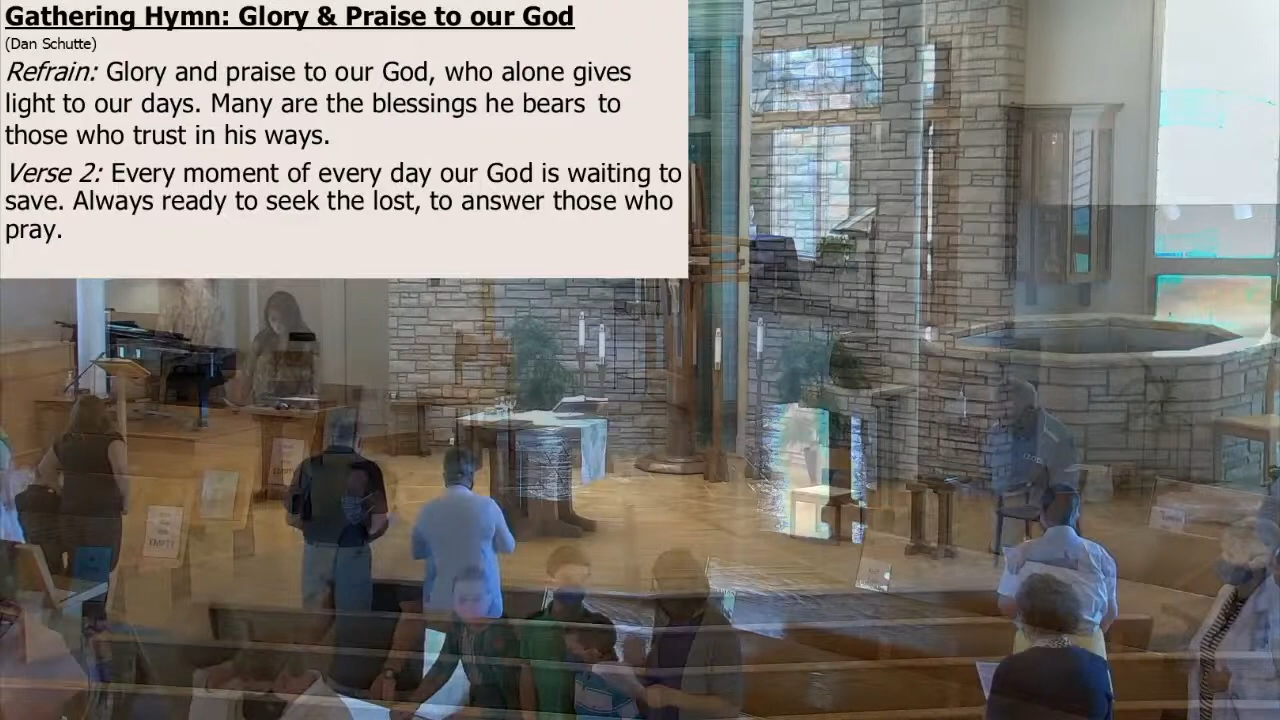 Gathering Hymn: Glory & Praise to our God
(Dan Schutte)
Refrain: Glory and praise to our God, who alone gives
light to our days. Many are the blessings he bears to
those who trust in his ways.
Verse 2: Every moment of every day our God is waiting to
save. Always ready to seek the lost, to answer those who
pray.
EMPTY
IZOD